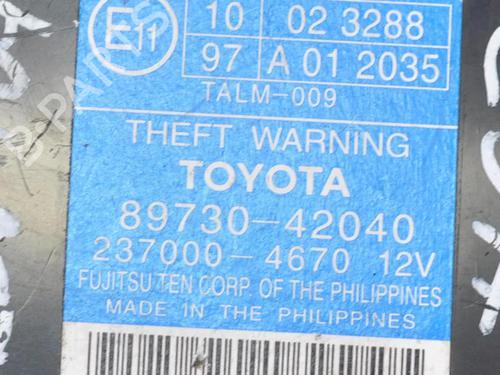 E11
10 02 3288
97 A 01 2035
TALM-009
THEFT WARNING
TOYOTA
89730-42040
237000-4670 12V
FUJITSU TEN CORP. OF THE PHILIPPINES
MADE IN THE PHILIPPINES
B-PARTS